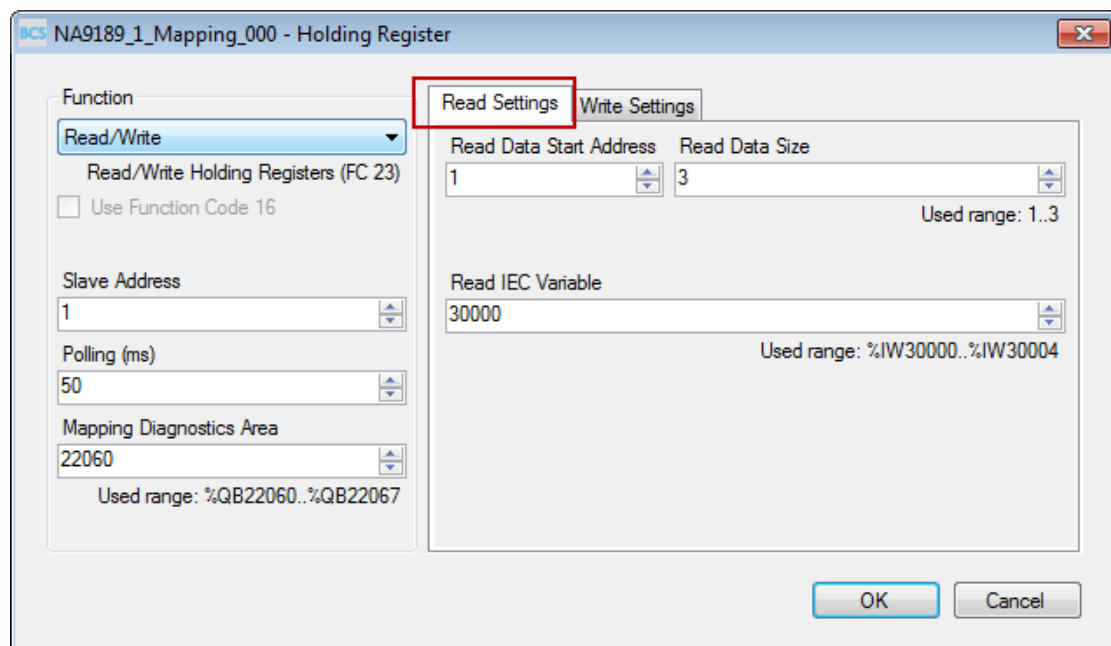 BCS NA9189_1_Mapping_000 - Holding Register
Function
Read/Write
Read/Write Holding Registers (FC 23)
Use Function Code 16
Slave Address
1
Polling (ms)
50
Mapping Diagnostics Area
22060
Used range: %QB22060..%QB22067
Read Settings Write Settings
Read Data Start Address Read Data Size
1 3
Used range: 1..3
Read IEC Variable
30000
Used range: %IW30000..%IW30004
OK Cancel